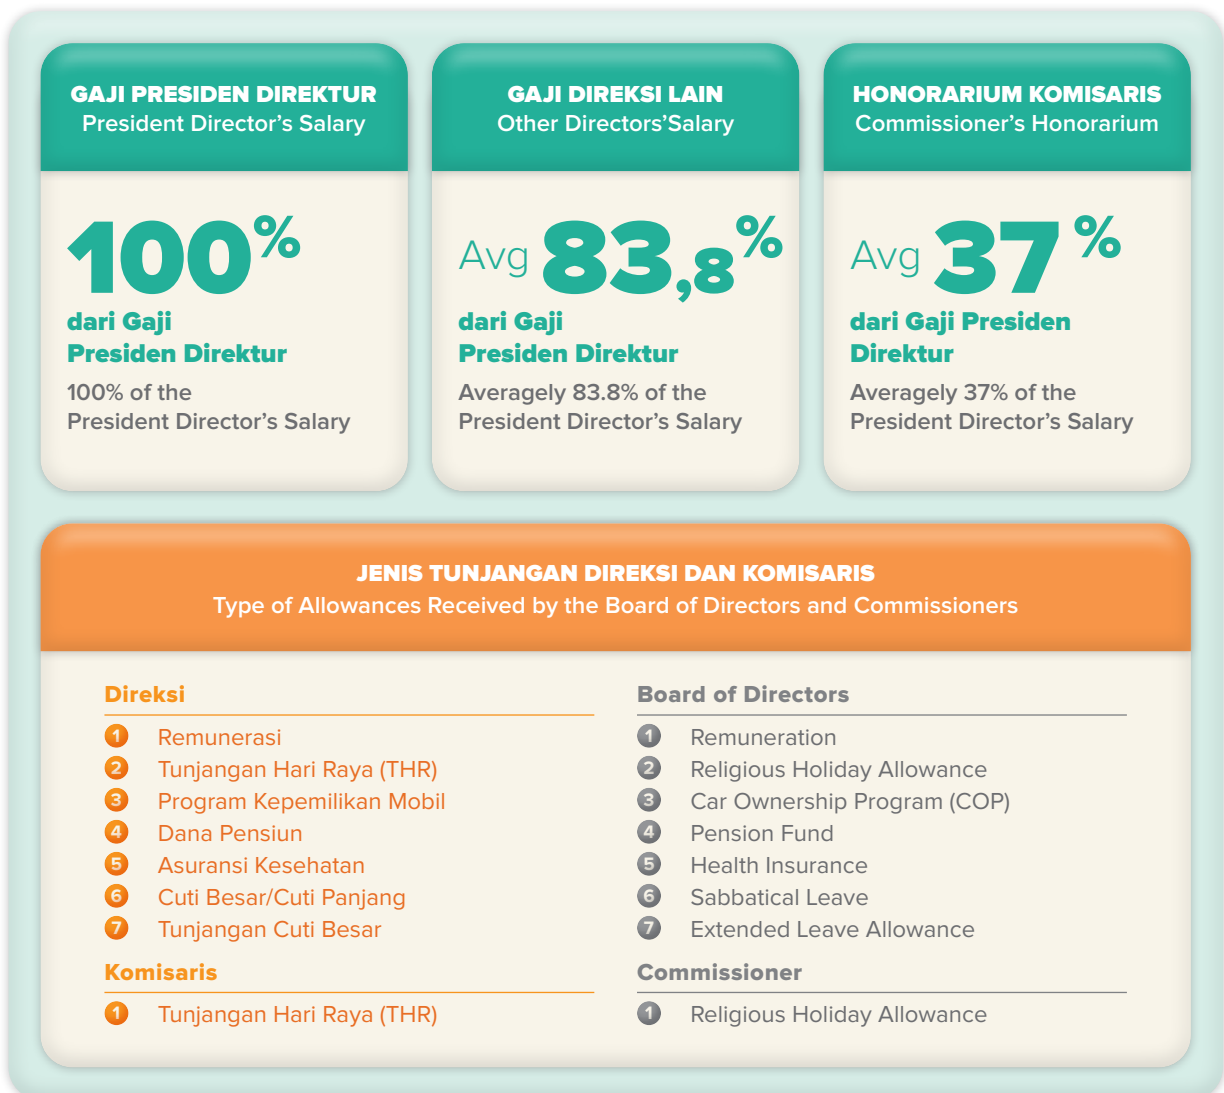 GAJI PRESIDEN DIREKTUR
President Director’s Salary
100%
dari Gaji
Presiden Direktur
100% of the
President Director’s Salary
GAJI DIREKSI LAIN
Other Directors’Salary
Avg 83,8%
dari Gaji
Presiden Direktur
Averagely 83.8% of the
President Director’s Salary
HONORARIUM KOMISARIS
Commissioner’s Honorarium
Avg 37%
dari Gaji Presiden
Direktur
Averagely 37% of the
President Director’s Salary
JENIS TUNJANGAN DIREKSI DAN KOMISARIS
Type of Allowances Received by the Board of Directors and Commissioners
Direksi
1 Remunerasi
2 Tunjangan Hari Raya (THR)
3 Program Kepemilikan Mobil
4 Dana Pensiun
5 Asuransi Kesehatan
6 Cuti Besar/Cuti Panjang
7 Tunjangan Cuti Besar
Komisaris
1 Tunjangan Hari Raya (THR)
Board of Directors
1 Remuneration
2 Religious Holiday Allowance
3 Car Ownership Program (COP)
4 Pension Fund
5 Health Insurance
6 Sabbatical Leave
7 Extended Leave Allowance
Commissioner
1 Religious Holiday Allowance